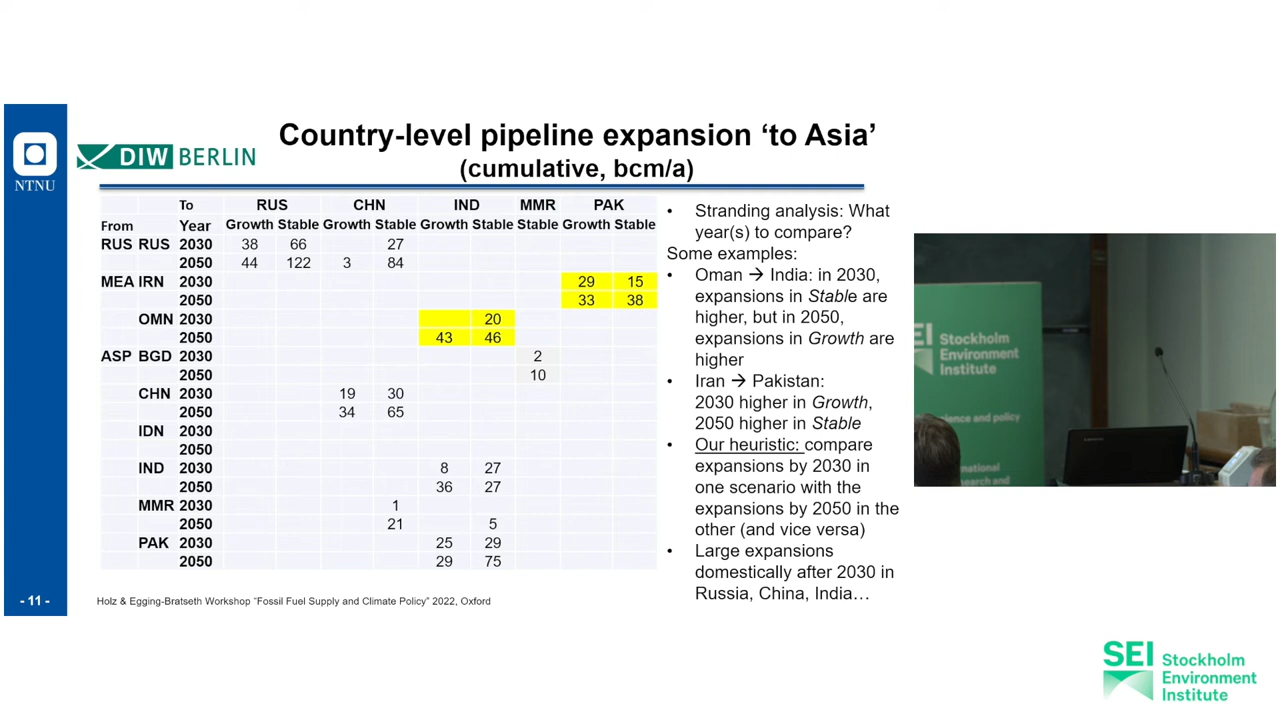 Country-level pipeline expansion ‘to Asia’
(cumulative, bcm/a)
NTNU
DIW BERLIN
To RUS CHN IND MMR PAK
From Year Growth Stable Growth Stable Growth Stable Stable Growth Stable
RUS RUS 2030 38 66 27
2050 44 122 3 84
MEA IRN 2030 29 15
2050 33 38
OMN 2030 20
2050 43 46
ASP BGD 2030 2
2050 10
CHN 2030 19 30
2050 34 65
IDN 2030
2050
IND 2030 8 27
2050 36 27
MMR 2030 1
2050 21 5
PAK 2030 25 29
2050 29 75
• Stranding analysis: What
year(s) to compare?
Some examples:
• Oman → India: in 2030,
expansions in Stable are
higher, but in 2050,
expansions in Growth are
higher
• Iran → Pakistan:
2030 higher in Growth,
2050 higher in Stable
• Our heuristic: compare
expansions by 2030 in
one scenario with the
expansions by 2050 in the
other (and vice versa)
• Large expansions
domestically after 2030 in
Russia, China, India…
- 11 -
Holz & Egging-Bratseth Workshop ”Fossil Fuel Supply and Climate Policy” 2022, Oxford
EI Stockholm
Environment
Institute
ience and policy
national
search and
SEI Stockholm
Environment
Institute